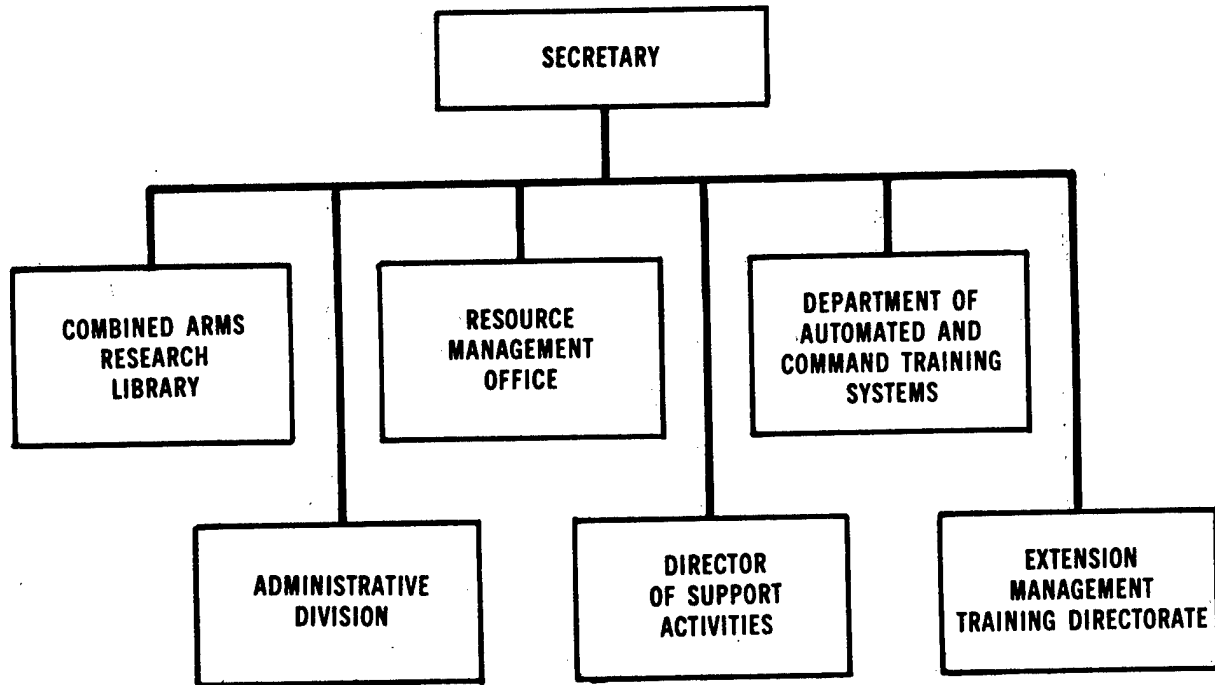 SECRETARY
COMBINED ARMS
RESEARCH
LIBRARY
RESOURCE
MANAGEMENT
OFFICE
DEPARTMENT OF
AUTOMATED AND
COMMAND TRAINING
SYSTEMS
ADMINISTRATIVE
DIVISION
DIRECTOR
OF SUPPORT
ACTIVITIES
EXTENSION
MANAGEMENT
TRAINING DIRECTORATE